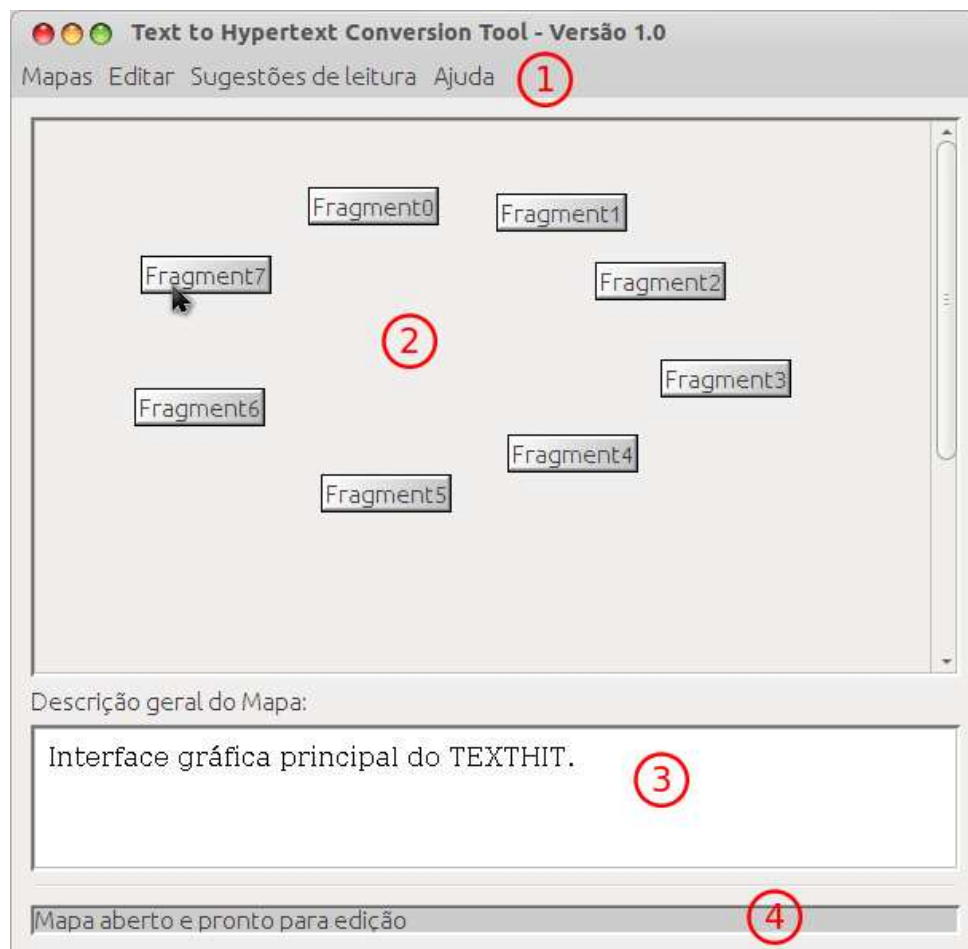 Text to Hypertext Conversion Tool - Versão 1.0
Mapas Editar Sugestões de leitura Ajuda 1
Fragment0
Fragment1
Fragment7
Fragment2
2
Fragment3
Fragment6
Fragment4
Fragment5
Descrição geral do Mapa:
Interface gráfica principal do TEXTHIT.
3
Mapa aberto e pronto para edição 4